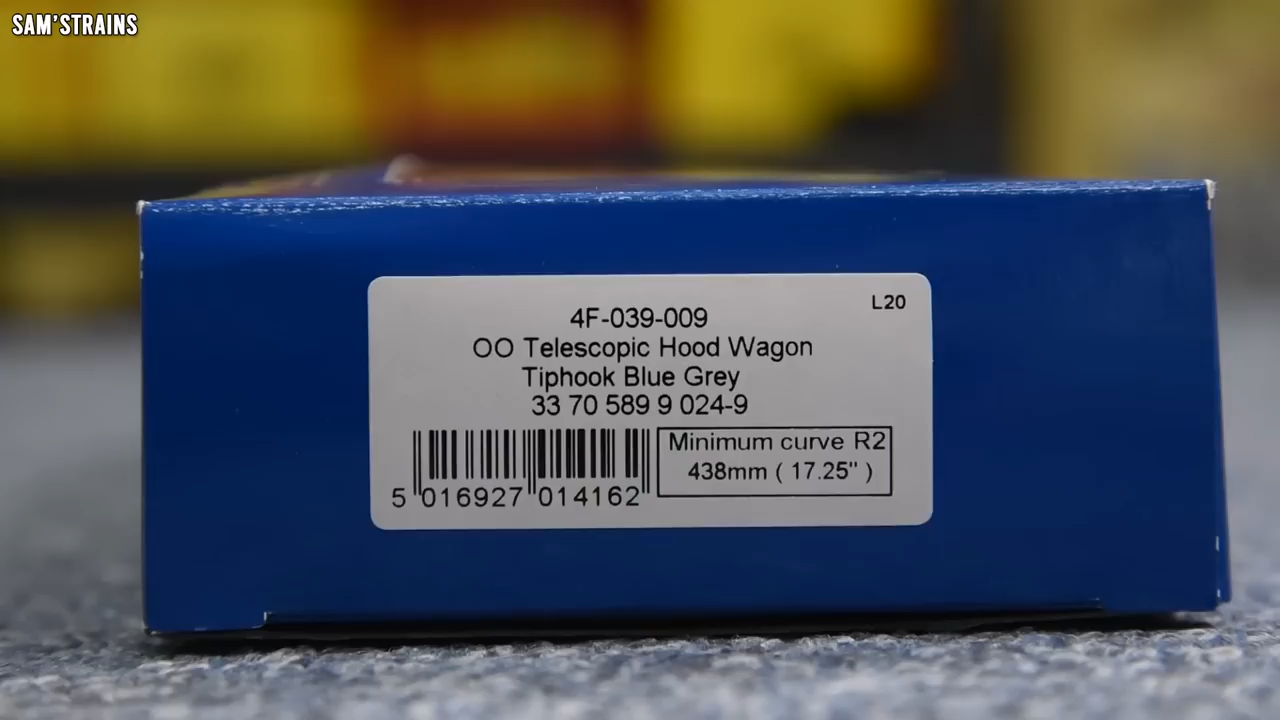 SAM'STRAINS
L20
4F-039-009
OO Telescopic Hood Wagon
Tiphook Blue Grey
33 70 589 9 024-9
Minimum curve R2
438mm ( 17.25" )
5 016927 014162